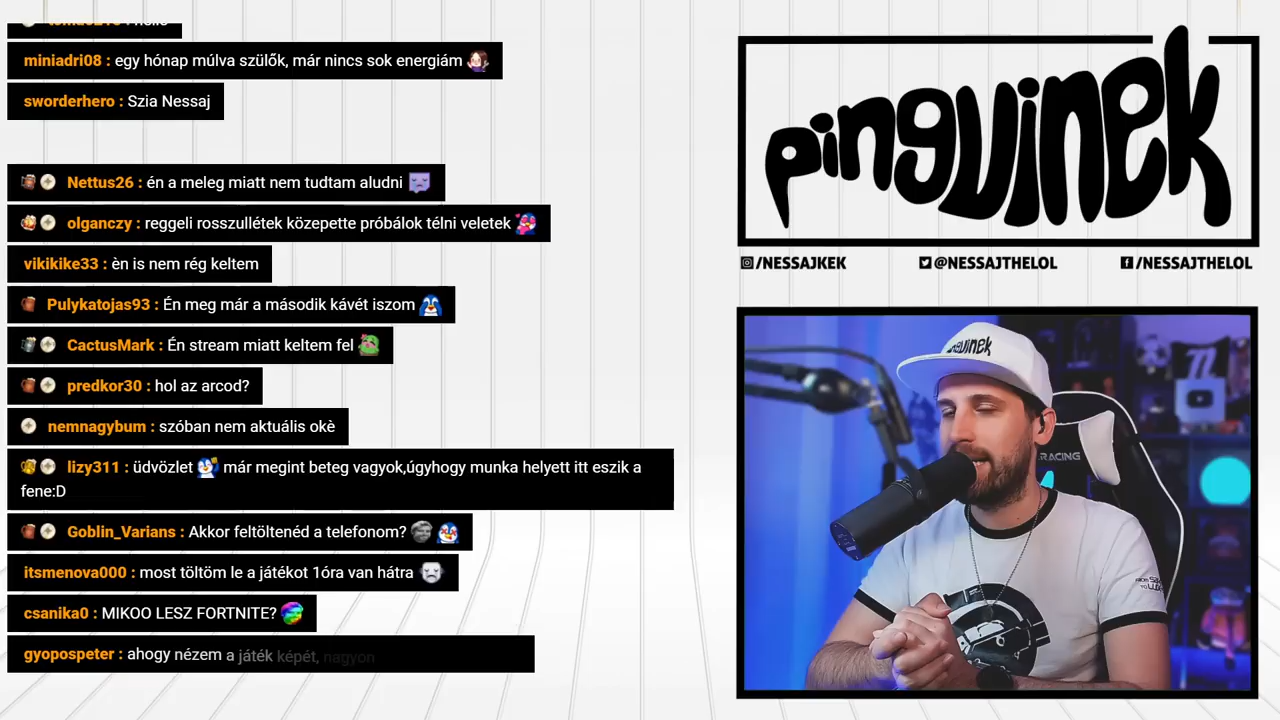 miniadri08 : egy hónap múlva szülők, már nincs sok energiám
sworderhero : Szia Nessaj
Nettus26 : én a meleg miatt nem tudtam aludni
olganczy : reggeli rosszullétek közepette próbálok télni veletek
vikikike33 : èn is nem rég keltem
Pulykatojas93 : Én meg már a második kávét iszom
CactusMark : Én stream miatt keltem fel
predkor30 : hol az arcod?
nemnagybum : szóban nem aktuális okè
lizy311 : üdvözlet már megint beteg vagyok,úgyhogy munka helyett itt eszik a
fene:D
Goblin_Varians : Akkor feltöltenéd a telefonom?
itsmenova000 : most töltöm le a játékot 1óra van hátra
csanika0 : MIKOO LESZ FORTNITE?
gyopospeter : ahogy nézem a játék képét, nagyon
pingvinek
/NESSAJKEK
@NESSAJTHELOL
/NESSAJTHELOL
pingvinek
RACING